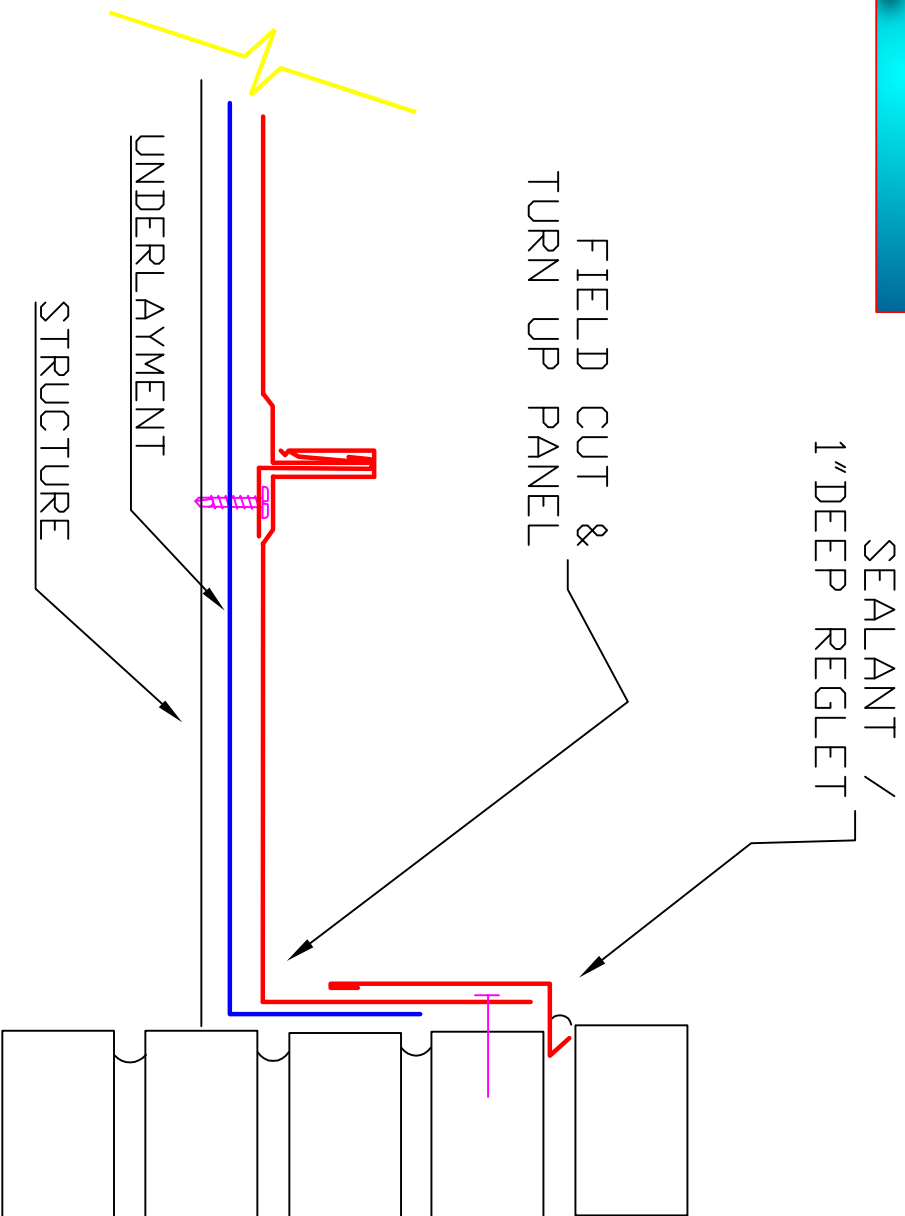 SEALANT /
1"DEEP REGLET
FIELD CUT &
TURN UP PANEL
UNDERLAYMENT
STRUCTURE